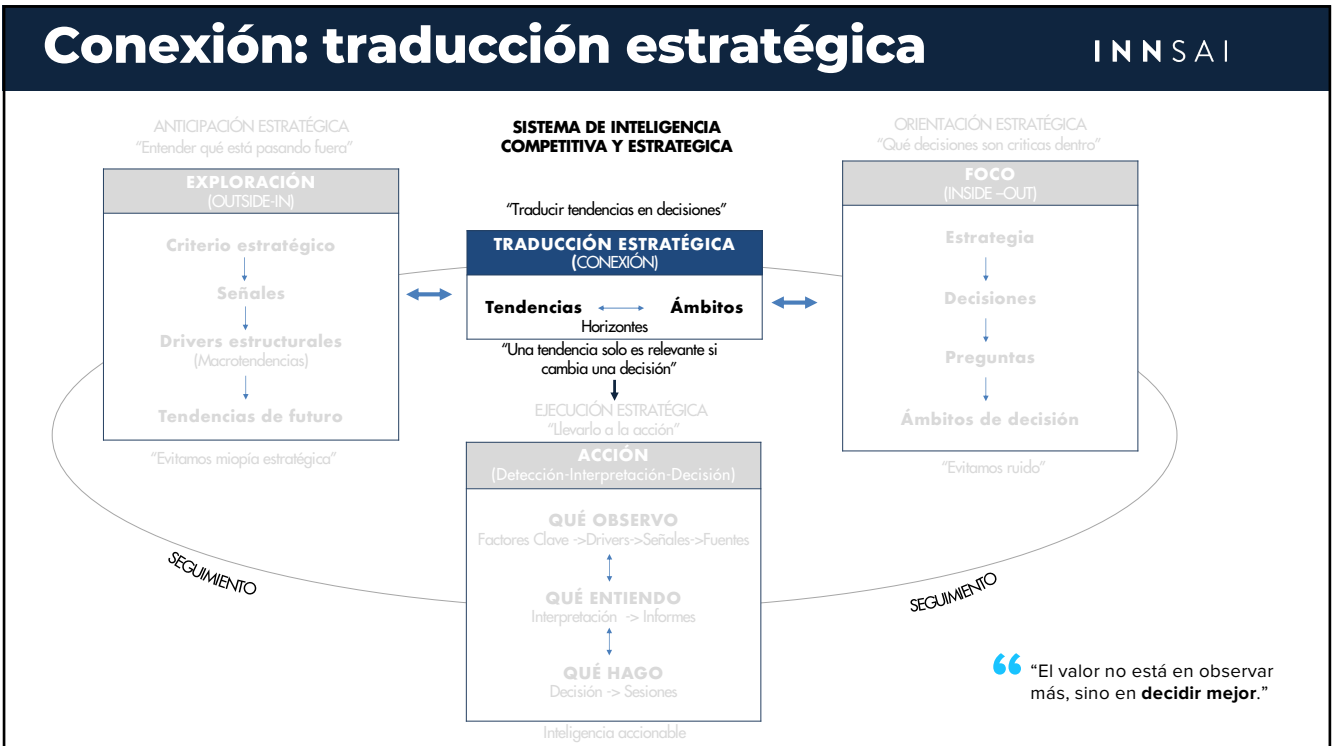 Conexión: traducción estratégica
INNSAI
ANTICIPACIÓN ESTRATÉGICA
"Entender qué está pasando fuera"
EXPLORACIÓN
(OUTSIDE-IN)
Criterio estratégico
Señales
Drivers estructurales
(Macrotendencias)
Tendencias de futuro
"Evitamos miopía estratégica"
SISTEMA DE INTELIGENCIA
COMPETITIVA Y ESTRATEGICA
"Traducir tendencias en decisiones"
TRADUCCIÓN ESTRATÉGICA
(CONEXIÓN)
Tendencias Ámbitos
Horizontes
"Una tendencia solo es relevante si
cambia una decisión"
ORIENTACIÓN ESTRATÉGICA
"Qué decisiones son criticas dentro"
FOCO
(INSIDE –OUT)
Estrategia
Decisiones
Preguntas
Ámbitos de decisión
"Evitamos ruido"
EJECUCIÓN ESTRATÉGICA
"Llevarlo a la acción"
ACCIÓN
(Detección-Interpretación-Decisión)
QUÉ OBSERVO
Factores Clave ->Drivers->Señales->Fuentes
QUÉ ENTIENDO
Interpretación -> Informes
QUÉ HAGO
Decisión -> Sesiones
Inteligencia accionable
SEGUIMIENTO
SEGUIMIENTO
"El valor no está en observar
más, sino en decidir mejor."